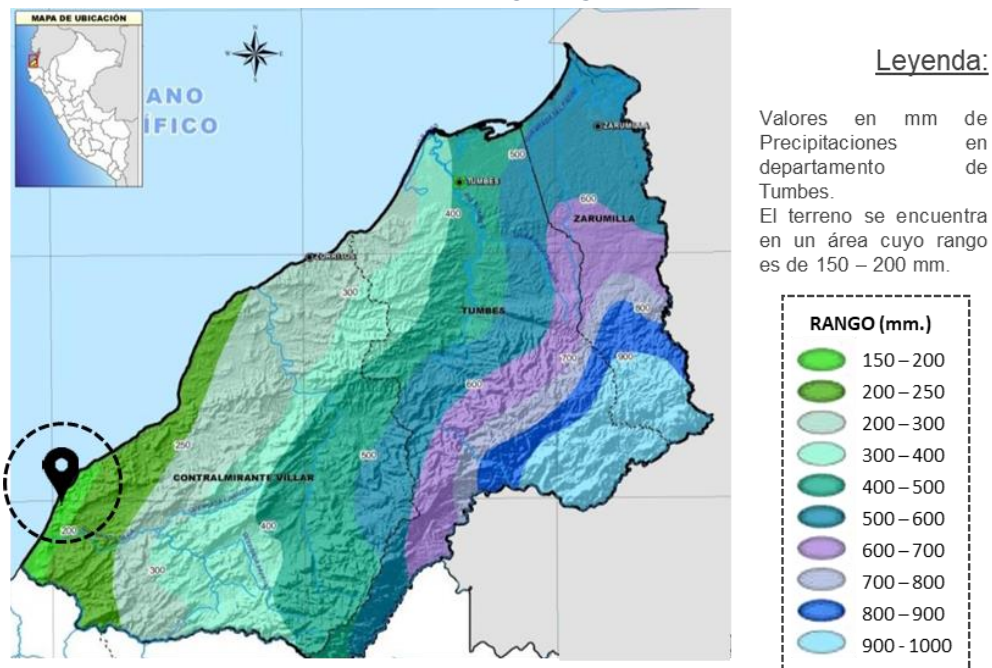 MAPA DE UBICACIÓN
N
E
S
ANO
ÍFICO
ZARUMILLA
500
TUMBES
400
600
ZARUMILLA
ZORRITOS
300
TUMBES
800
700
900
600
250
500
CONTRALMIRANTE VILLAR
200
400
300
Leyenda:
Valores en mm de
Precipitaciones en
departamento de
Tumbes.
El terreno se encuentra
en un área cuyo rango
es de 150 – 200 mm.
RANGO (mm.)
150 – 200
200 – 250
200 – 300
300 – 400
400 – 500
500 – 600
600 – 700
700 – 800
800 – 900
900 - 1000